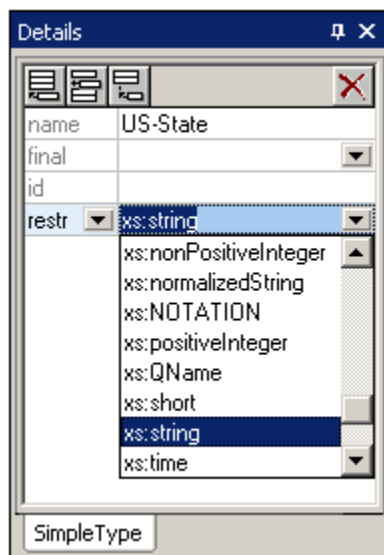 Details
name US-State
final
id
restr xs:string
xs:nonPositiveInteger
xs:normalizedString
xs:NOTATION
xs:positiveInteger
xs:QName
xs:short
xs:string
xs:time
SimpleType